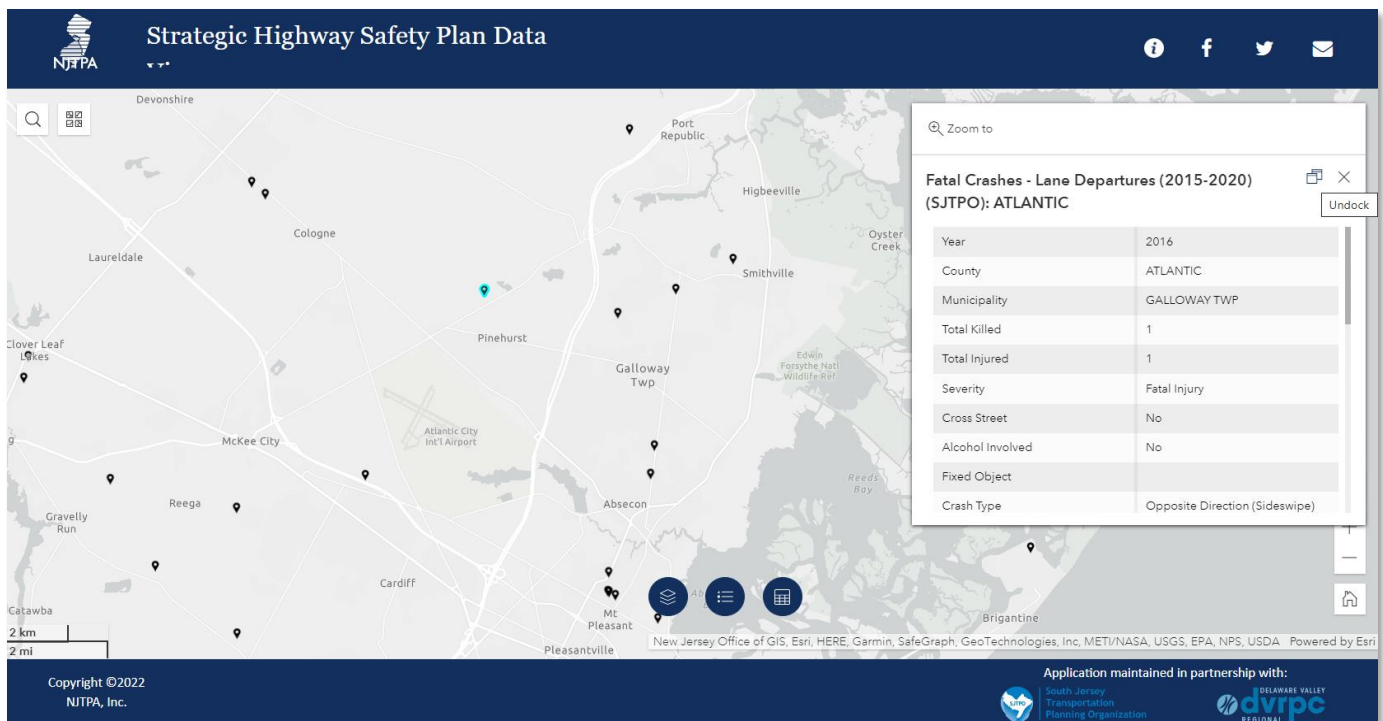 NJTPA
Strategic Highway Safety Plan Data
Devonshire
Port
Republic
Higbeeville
Cologne
Oyster
Creek
Laureldale
Smithville
Pinehurst
Clover Leaf
Lakes
Galloway
Twp
Edwin
Forsythe Natl
Wildlife Ref
McKee City
Atlantic City
Int'l Airport
Reeds
Bay
Reega
Absecon
Gravelly
Run
Cardiff
Catawba
Mt
Pleasant
Brigantine
Pleasantville
2 km
2 mi
Zoom to
Fatal Crashes - Lane Departures (2015-2020)
(SJTPO): ATLANTIC
Undock
Year 2016
County ATLANTIC
Municipality GALLOWAY TWP
Total Killed 1
Total Injured 1
Severity Fatal Injury
Cross Street No
Alcohol Involved No
Fixed Object
Crash Type Opposite Direction (Sideswipe)
New Jersey Office of GIS, Esri, HERE, Garmin, SafeGraph, GeoTechnologies, Inc, METI/NASA, USGS, EPA, NPS, USDA Powered by Esri
Copyright ©2022
NJTPA, Inc.
Application maintained in partnership with:
SJTPO
South Jersey
Transportation
Planning Organization
DELAWARE VALLEY
dvrpc
REGIONAL